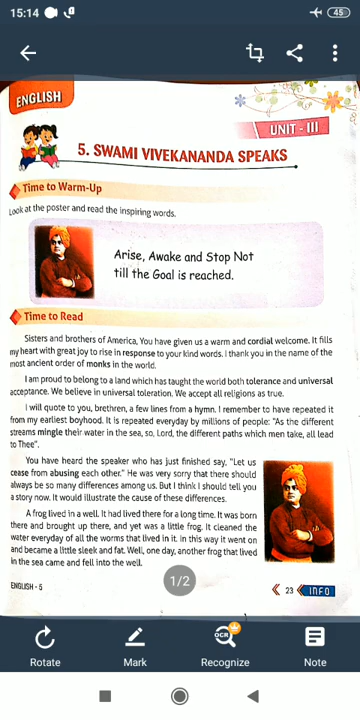 15:14
45
ENGLISH
UNIT - III
5. SWAMI VIVEKANANDA SPEAKS
Time to Warm-Up
Look at the poster and read the inspiring words.
Arise, Awake and Stop Not
till the Goal is reached.
Time to Read
Sisters and brothers of America, You have given us a warm and cordial welcome. It fills
my heart with great joy to rise in response to your kind words. I thank you in the name of the
most ancient order of monks in the world.
I am proud to belong to a land which has taught the world both tolerance and universal
acceptance. We believe in universal toleration. We accept all religions as true.
I will quote to you, brethren, a few lines from a hymn. I remember to have repeated it
from my earliest boyhood. It is repeated everyday by millions of people: "As the different
streams mingle their water in the sea, so, Lord, the different paths which men take, all lead
to Thee".
You have heard the speaker who has just finished say, "Let us
cease from abusing each other." He was very sorry that there should
always be so many differences among us. But I think I should tell you
a story now. It would illustrate the cause of these differences.
A frog lived in a well. It had lived there for a long time. It was born
there and brought up there, and yet was a little frog. It cleaned the
water everyday of all the worms that lived in it. In this way it went on
and became a little sleek and fat. Well, one day, another frog that lived
in the sea came and fell into the well.
1/2
ENGLISH - 5
23
INFO
Rotate
Mark
OCR
Recognize
Note